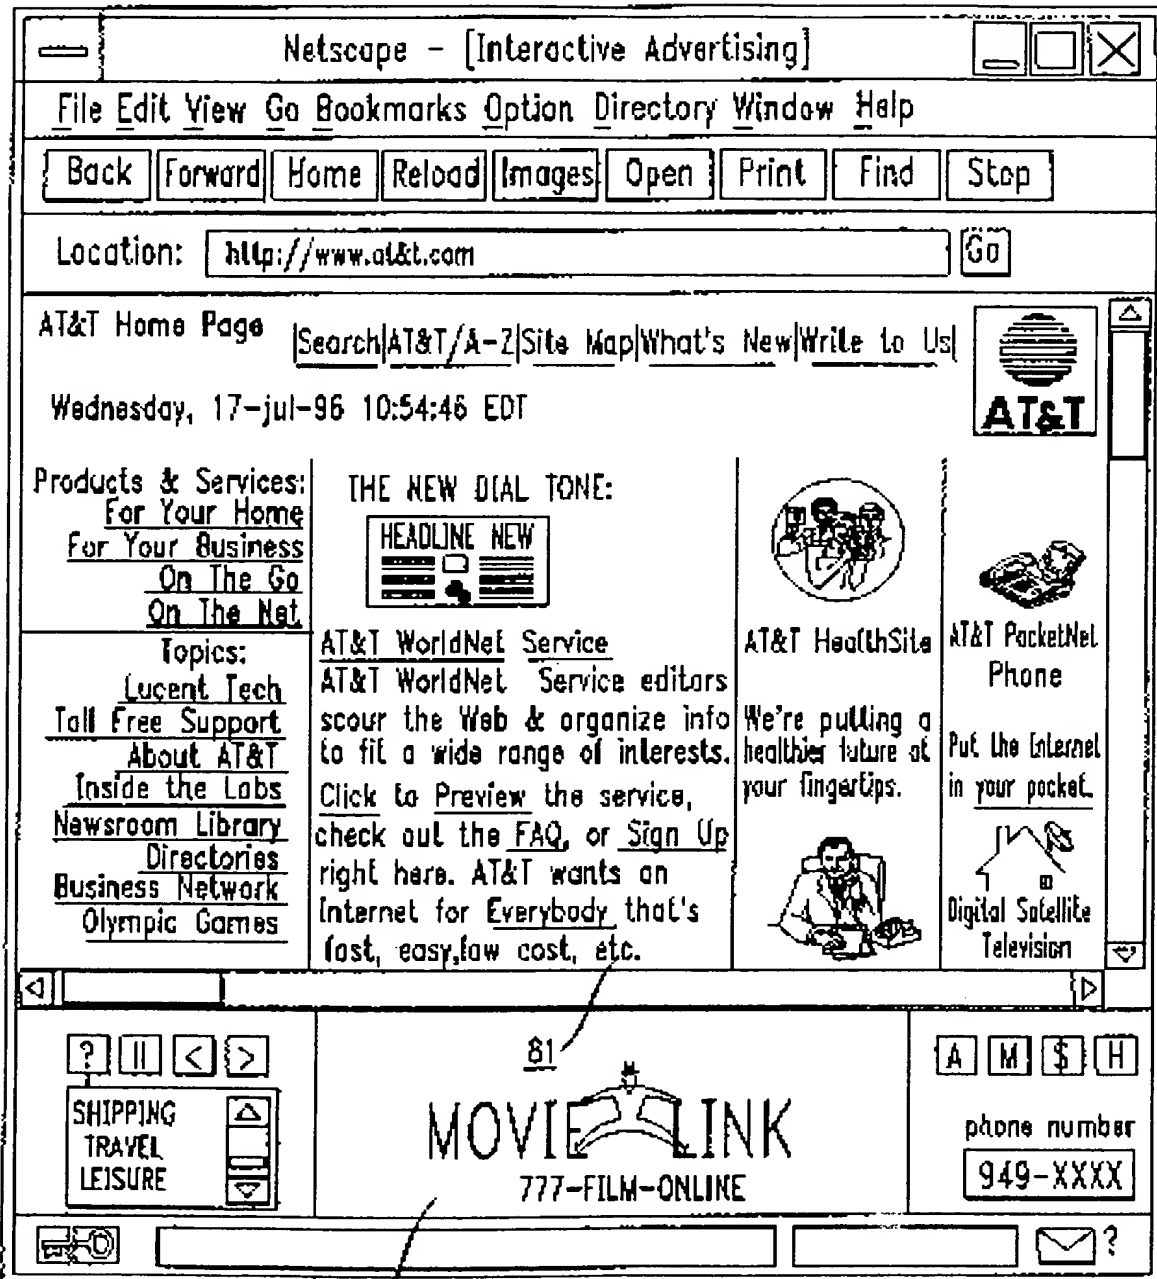 Netscape - [Interactive Advertising]
File Edit View Go Bookmarks Option Directory Window Help
Back Forward Home Reload Images Open Print Find Stop
Location: http://www.at&t.com Go
AT&T Home Page |Search|AT&T/A-Z|Site Map|What's New|Write to Us|
AT&T
Wednesday, 17-jul-96 10:54:46 EDT
Products & Services:
For Your Home
For Your Business
On The Go
On The Net
Topics:
Lucent Tech
Toll Free Support
About AT&T
Inside the Labs
Newsroom Library
Directories
Business Network
Olympic Games
THE NEW DIAL TONE:
HEADLINE NEW
AT&T WorldNet Service
AT&T WorldNet Service editors
scour the Web & organize info
to fit a wide range of interests.
Click to Preview the service,
check out the FAQ, or Sign Up
right here. AT&T wants an
Internet for Everybody that's
fast, easy,low cost, etc.
AT&T HealthSite
We're putting a
healthier future at
your fingertips.
AT&T PocketNet
Phone
Put the Internet
in your pocket.
Digital Satellite
Television
? || < >
SHIPPING
TRAVEL
LEISURE
81
MOVIE LINK
777-FILM-ONLINE
A M $ H
phone number
949-XXXX
?